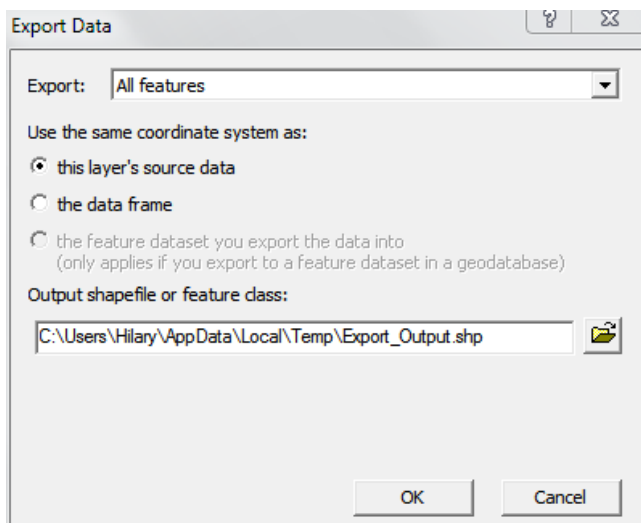 Export Data
Export: All features
Use the same coordinate system as:
this layer's source data
the data frame
the feature dataset you export the data into
(only applies if you export to a feature dataset in a geodatabase)
Output shapefile or feature class:
C:\Users\Hilary\AppData\Local\Temp\Export_Output.shp
OK Cancel